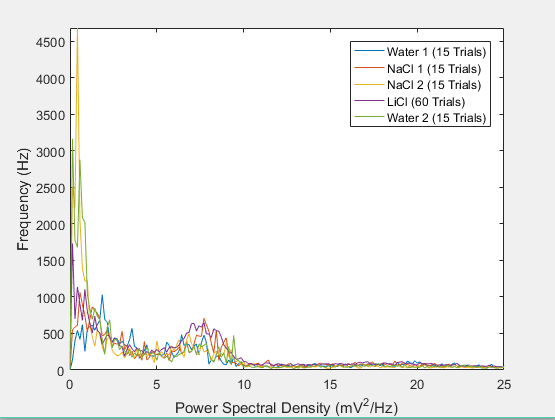 4500
4000
3500
3000
2500
2000
1500
1000
500
0
Frequency (Hz)
Water 1 (15 Trials)
NaCl 1 (15 Trials)
NaCl 2 (15 Trials)
LiCl (60 Trials)
Water 2 (15 Trials)
0 5 10 15 20 25
Power Spectral Density (mV²/Hz)